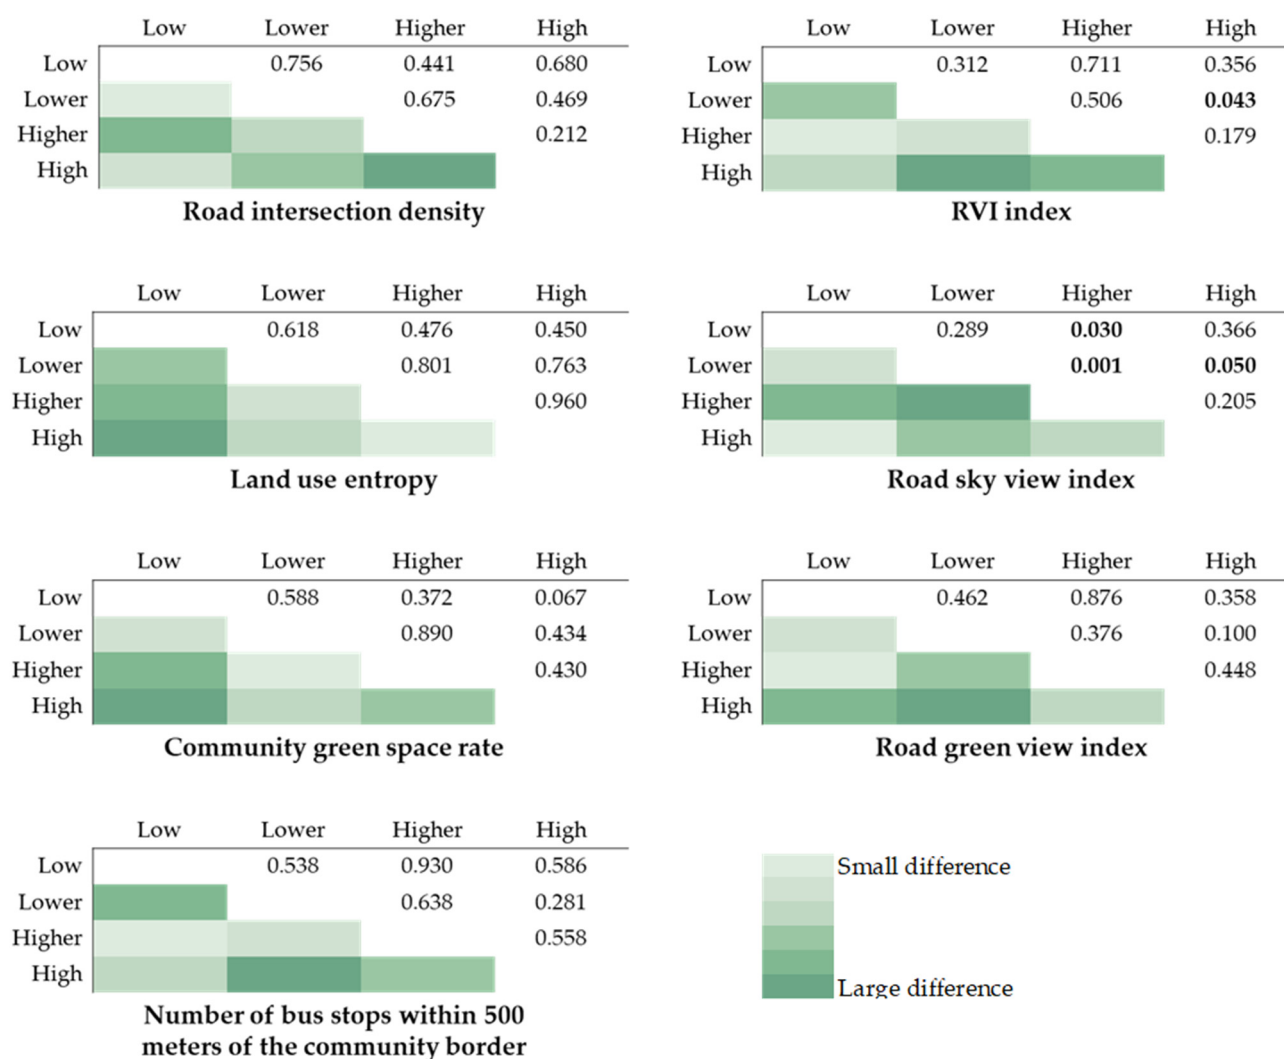 Low Lower Higher High
Low 0.756 0.441 0.680
Lower 0.675 0.469
Higher 0.212
High
Road intersection density
Low Lower Higher High
Low 0.312 0.711 0.356
Lower 0.506 0.043
Higher 0.179
High
RVI index
Low Lower Higher High
Low 0.618 0.476 0.450
Lower 0.801 0.763
Higher 0.960
High
Land use entropy
Low Lower Higher High
Low 0.289 0.030 0.366
Lower 0.001 0.050
Higher 0.205
High
Road sky view index
Low Lower Higher High
Low 0.588 0.372 0.067
Lower 0.890 0.434
Higher 0.430
High
Community green space rate
Low Lower Higher High
Low 0.462 0.876 0.358
Lower 0.376 0.100
Higher 0.448
High
Road green view index
Low Lower Higher High
Low 0.538 0.930 0.586
Lower 0.638 0.281
Higher 0.558
High
Number of bus stops within 500
meters of the community border
Small difference
Large difference